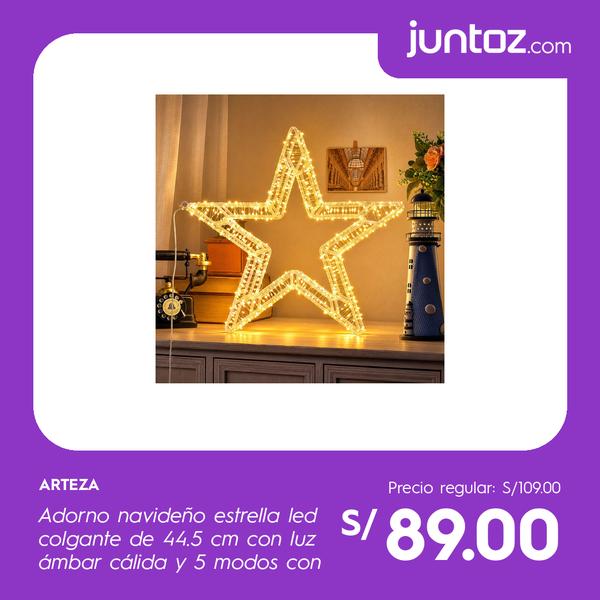 juntoz.com
ARTEZA
Adorno navideño estrella led
colgante de 44.5 cm con luz
ámbar cálida y 5 modos con
Precio regular: S/109.00
S/89.00